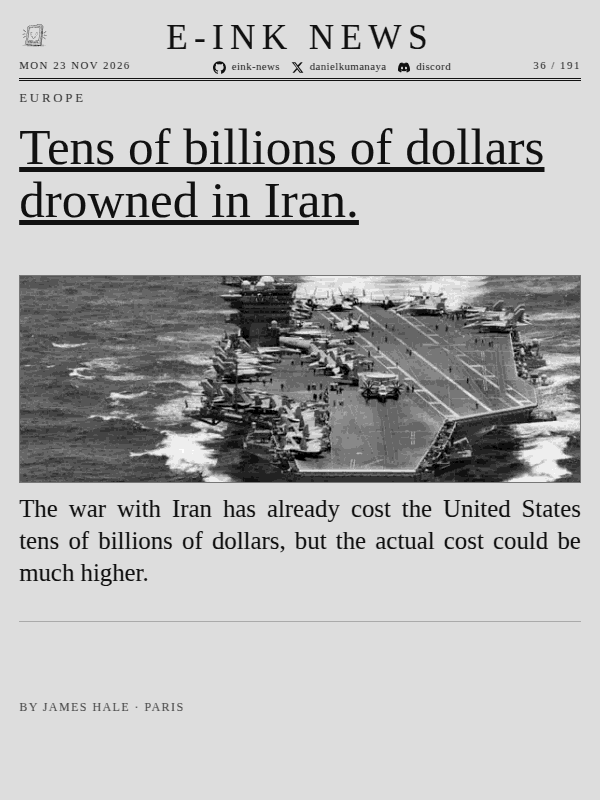 E-INK NEWS
MON 23 NOV 2026
eink-news
danielkumanaya
discord
36 / 191
EUROPE
Tens of billions of dollars
drowned in Iran.
The war with Iran has already cost the United States
tens of billions of dollars, but the actual cost could be
much higher.
BY JAMES HALE · PARIS